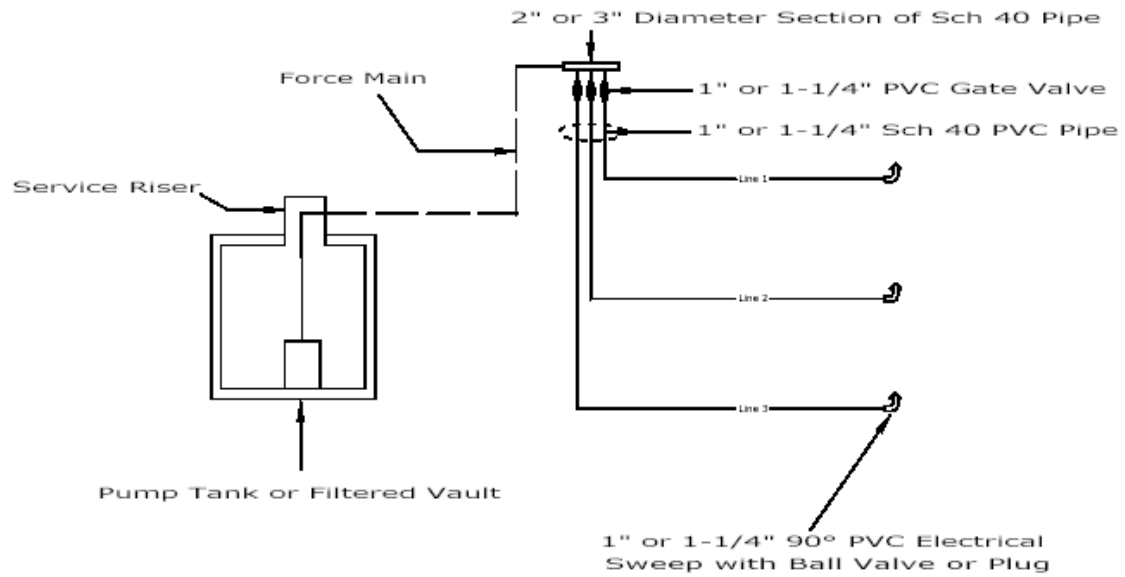 2" or 3" Diameter Section of Sch 40 Pipe
Force Main
1" or 1-1/4" PVC Gate Valve
1" or 1-1/4" Sch 40 PVC Pipe
Service Riser
Line 1
Line 2
Line 3
Pump Tank or Filtered Vault
1" or 1-1/4" 90° PVC Electrical
Sweep with Ball Valve or Plug